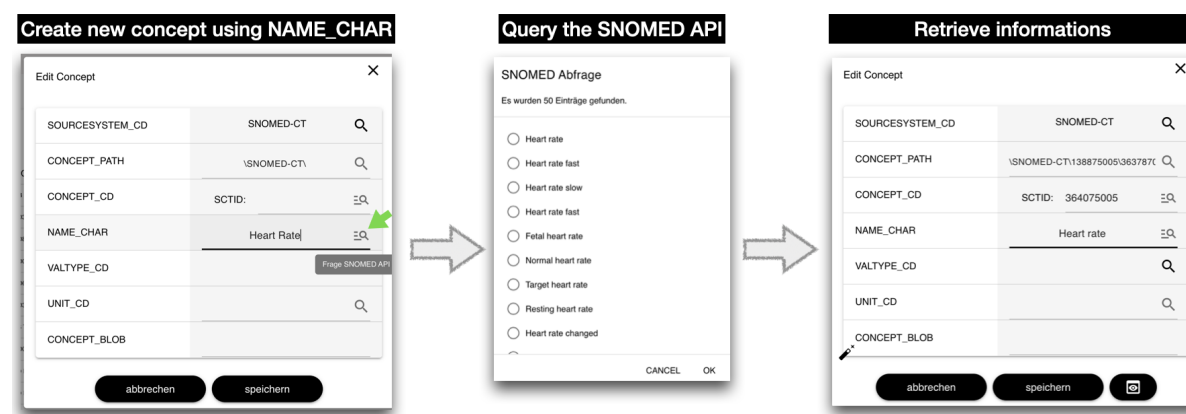 Create new concept using NAME_CHAR
Edit Concept
SOURCESYSTEM_CD SNOMED-CT
CONCEPT_PATH \SNOMED-CT\
CONCEPT_CD SCTID:
NAME_CHAR Heart Rate
Frage SNOMED API
VALTYPE_CD
UNIT_CD
CONCEPT_BLOB
abbrechen speichern
Query the SNOMED API
SNOMED Abfrage
Es wurden 50 Einträge gefunden.
Heart rate
Heart rate fast
Heart rate slow
Heart rate fast
Fetal heart rate
Normal heart rate
Target heart rate
Resting heart rate
Heart rate changed
CANCEL OK
Retrieve informations
Edit Concept
SOURCESYSTEM_CD SNOMED-CT
CONCEPT_PATH \SNOMED-CT\138875005\363787
CONCEPT_CD SCTID: 364075005
NAME_CHAR Heart rate
VALTYPE_CD
UNIT_CD
CONCEPT_BLOB
abbrechen speichern